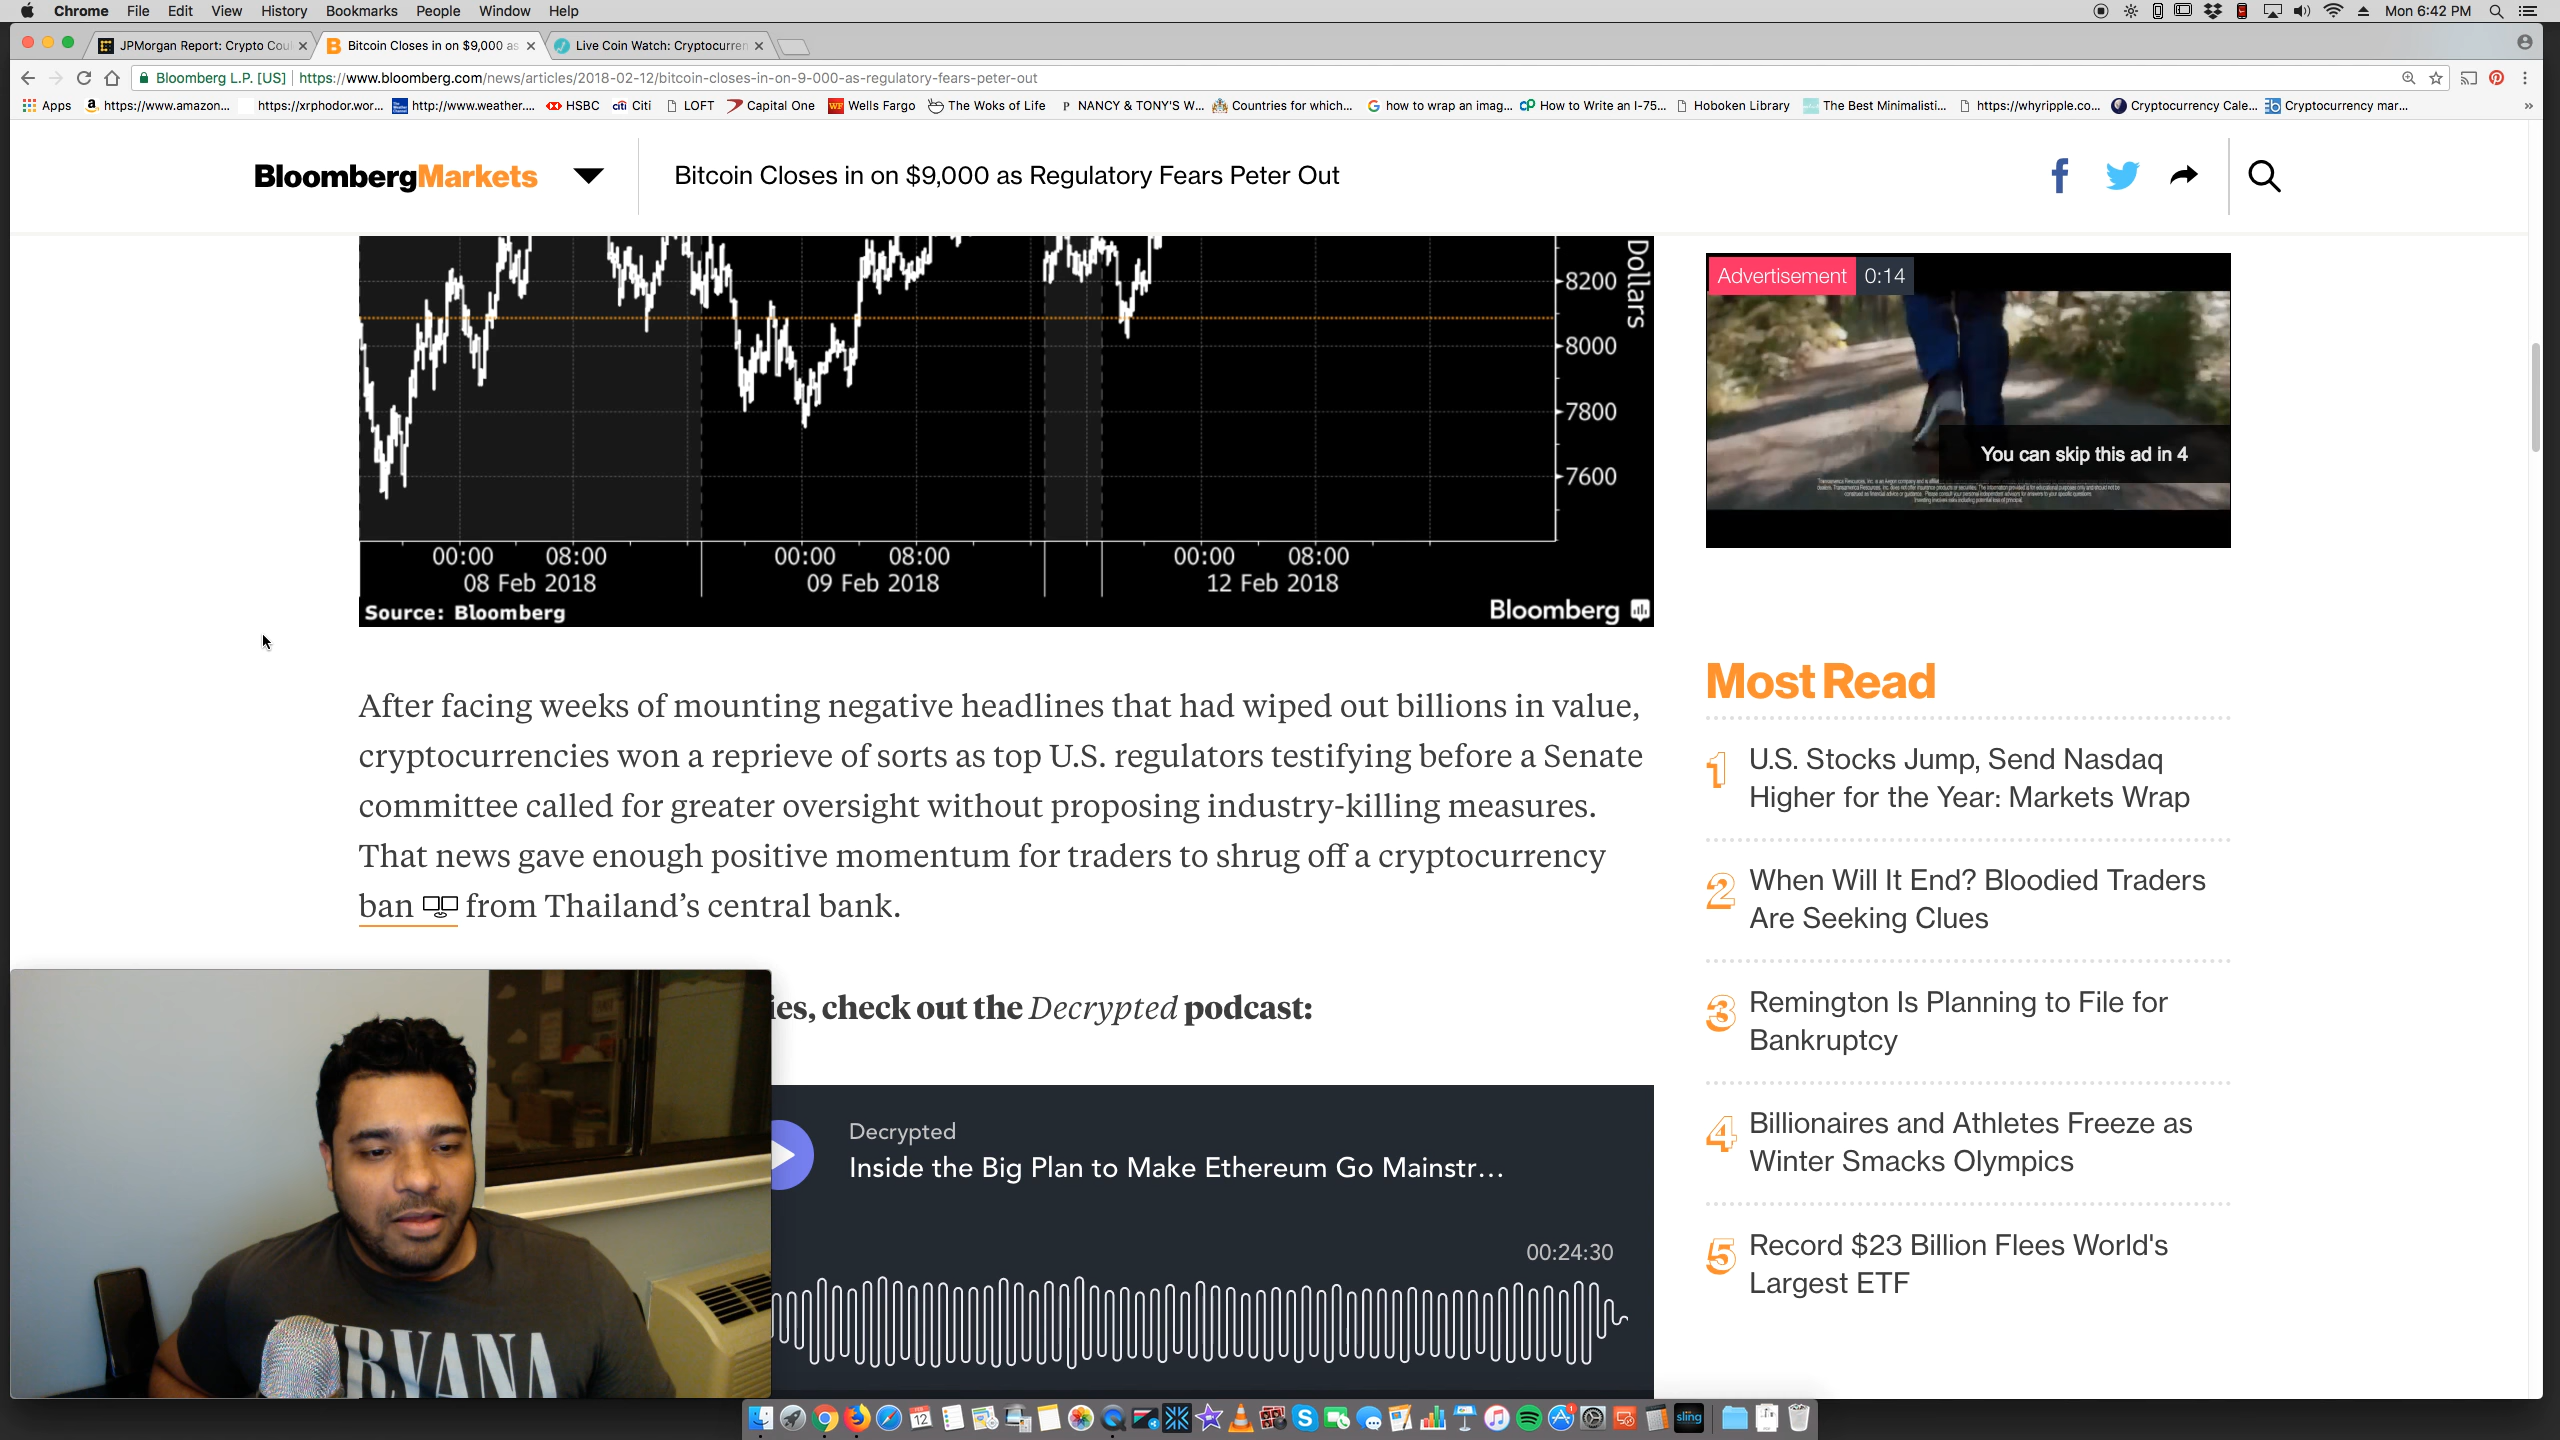 Chrome File Edit View History Bookmarks People Window Help Mon 6:42 PM
JPMorgan Report: Crypto Coul
Bitcoin Closes in on $9,000 as
Live Coin Watch: Cryptocurren
Bloomberg L.P. [US] https://www.bloomberg.com/news/articles/2018-02-12/bitcoin-closes-in-on-9-000-as-regulatory-fears-peter-out
Apps https://www.amazon... https://xrphodor.wor... http://www.weather.... HSBC citi Citi LOFT Capital One Wells Fargo The Woks of Life NANCY & TONY'S W... Countries for which... how to wrap an imag... How to Write an I-75... Hoboken Library The Best Minimalisti... https://whyripple.co... Cryptocurrency Cale... Cryptocurrency mar...
BloombergMarkets
Bitcoin Closes in on $9,000 as Regulatory Fears Peter Out
Dollars
8200
8000
7800
7600
00:00 08:00 00:00 08:00 00:00 08:00
08 Feb 2018 09 Feb 2018 12 Feb 2018
Source: Bloomberg
Bloomberg
Advertisement 0:14
You can skip this ad in 4
After facing weeks of mounting negative headlines that had wiped out billions in value,
cryptocurrencies won a reprieve of sorts as top U.S. regulators testifying before a Senate
committee called for greater oversight without proposing industry-killing measures.
That news gave enough positive momentum for traders to shrug off a cryptocurrency
ban from Thailand’s central bank.
ies, check out the Decrypted podcast:
Decrypted
Inside the Big Plan to Make Ethereum Go Mainstr...
00:24:30
Most Read
1 U.S. Stocks Jump, Send Nasdaq
Higher for the Year: Markets Wrap
2 When Will It End? Bloodied Traders
Are Seeking Clues
3 Remington Is Planning to File for
Bankruptcy
4 Billionaires and Athletes Freeze as
Winter Smacks Olympics
5 Record $23 Billion Flees World's
Largest ETF
RVANA
12
sling